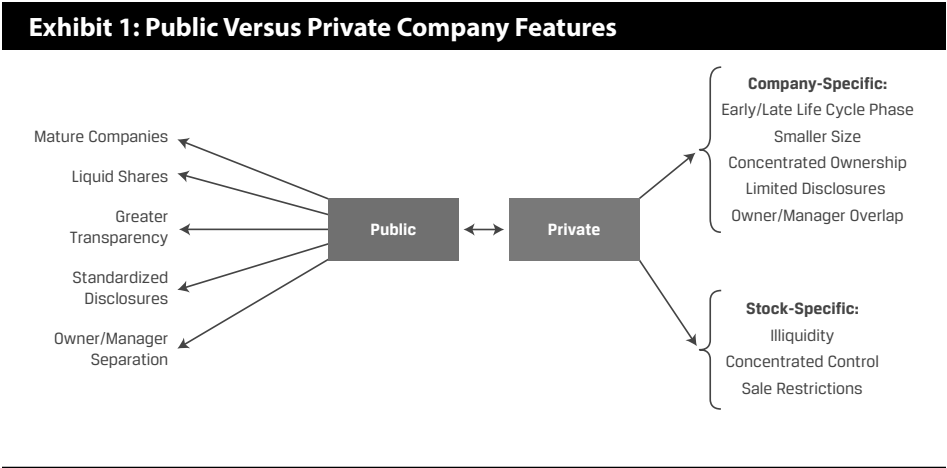 Exhibit 1: Public Versus Private Company Features
Mature Companies
Liquid Shares
Greater
Transparency
Standardized
Disclosures
Owner/Manager
Separation
Public
Private
Company-Specific:
Early/Late Life Cycle Phase
Smaller Size
Concentrated Ownership
Limited Disclosures
Owner/Manager Overlap
Stock-Specific:
Illiquidity
Concentrated Control
Sale Restrictions